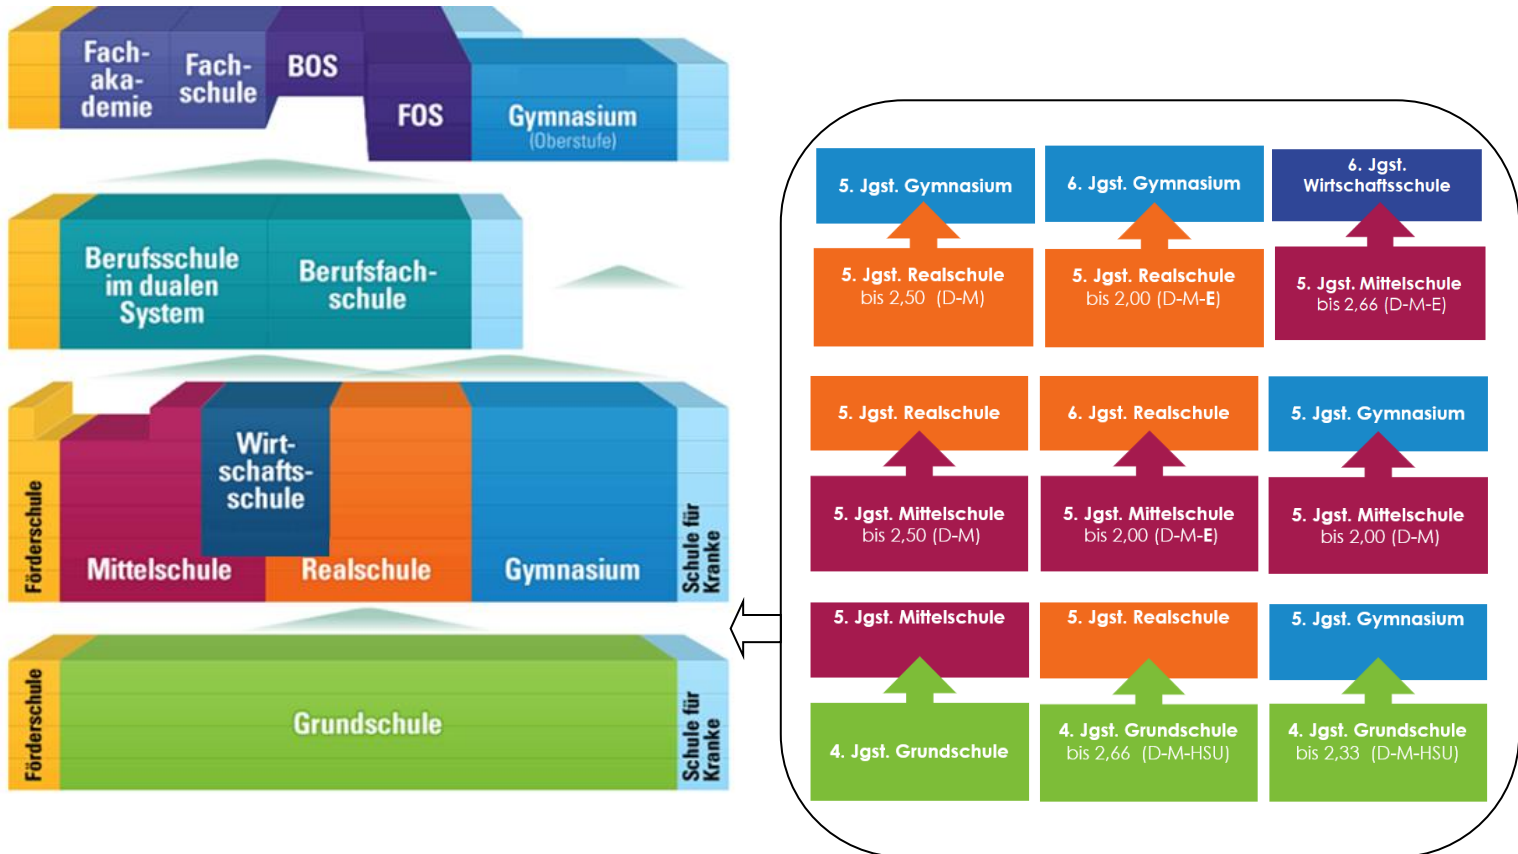 Fach-
aka-
demie
Fach-
schule
BOS
FOS
Gymnasium
(Oberstufe)
Berufsschule
im dualen
System
Berufsfach-
schule
Förderschule
Mittelschule
Wirt-
schafts-
schule
Realschule
Gymnasium
Schule für
Kranke
Förderschule
Grundschule
Schule für
Kranke
5. Jgst. Gymnasium
6. Jgst. Gymnasium
6. Jgst.
Wirtschaftsschule
5. Jgst. Realschule
bis 2,50 (D-M)
5. Jgst. Realschule
bis 2,00 (D-M-E)
5. Jgst. Mittelschule
bis 2,66 (D-M-E)
5. Jgst. Realschule
6. Jgst. Realschule
5. Jgst. Gymnasium
5. Jgst. Mittelschule
bis 2,50 (D-M)
5. Jgst. Mittelschule
bis 2,00 (D-M-E)
5. Jgst. Mittelschule
bis 2,00 (D-M)
5. Jgst. Mittelschule
5. Jgst. Realschule
5. Jgst. Gymnasium
4. Jgst. Grundschule
4. Jgst. Grundschule
bis 2,66 (D-M-HSU)
4. Jgst. Grundschule
bis 2,33 (D-M-HSU)